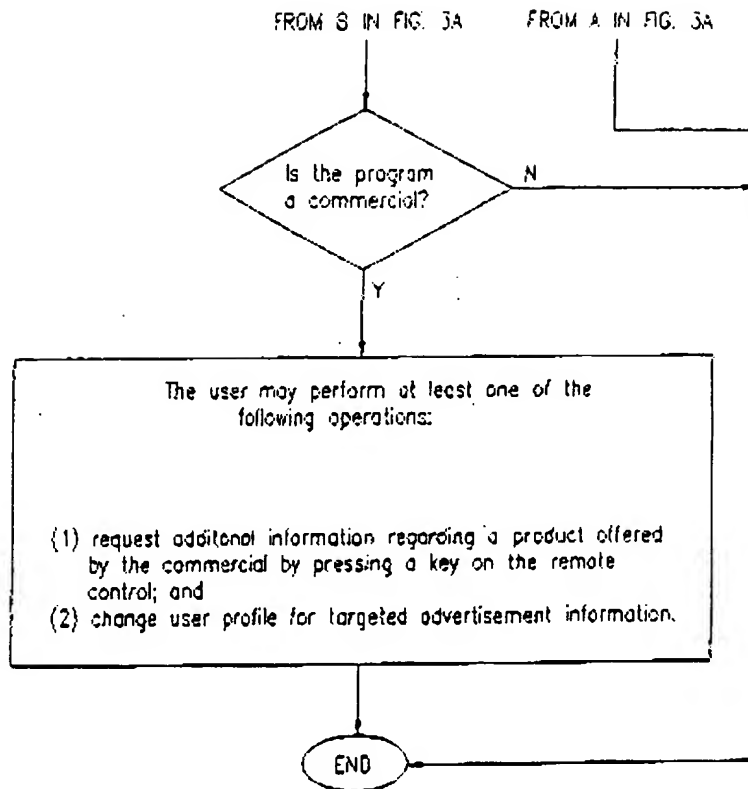 FROM B IN FIG. 3A FROM A IN FIG. 3A
Is the program
a commercial?
N
Y
The user may perform at least one of the
following operations:
(1) request additonal information regarding a product offered
by the commercial by pressing a key on the remote
control; and
(2) change user profile for targeted advertisement information.
END